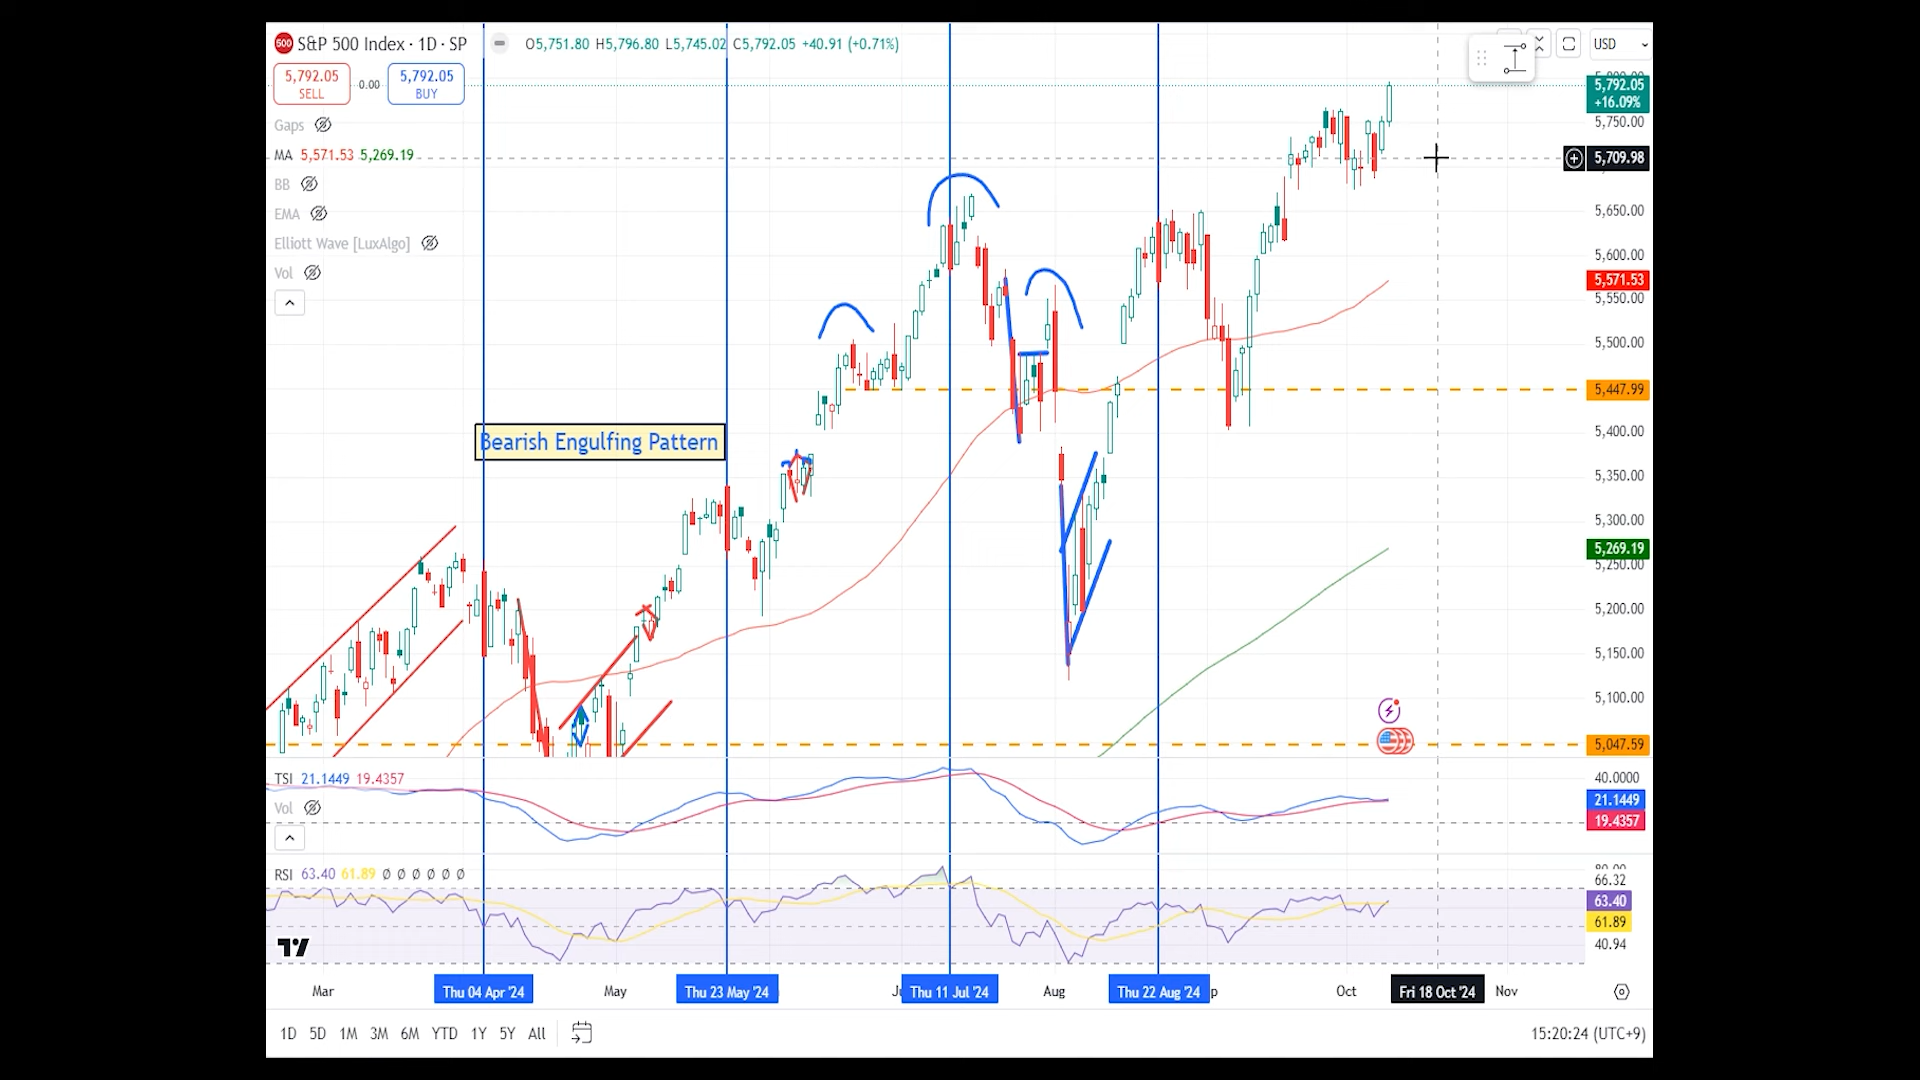 500 S&P 500 Index · 1D · SP O5,751.80 H5,796.80 L5,745.02 C5,792.05 +40.91 (+0.71%)
USD
5,792.05
SELL
0.00
5,792.05
BUY
Gaps
MA 5,571.53 5,269.19
BB
EMA
Elliott Wave [LuxAlgo]
Vol
Bearish Engulfing Pattern
5,792.05
+16.09%
5,750.00
5,709.98
5,650.00
5,600.00
5,571.53
5,550.00
5,500.00
5,447.99
5,400.00
5,350.00
5,300.00
5,269.19
5,250.00
5,200.00
5,150.00
5,100.00
5,047.59
TSI 21.1449 19.4357
Vol
40.0000
21.1449
19.4357
RSI 63.40 61.89 Ø Ø Ø Ø Ø Ø
80.00
66.32
63.40
61.89
40.94
Mar Thu 04 Apr '24 May Thu 23 May '24 Thu 11 Jul '24 Aug Thu 22 Aug '24 Oct Fri 18 Oct '24 Nov
1D 5D 1M 3M 6M YTD 1Y 5Y All
15:20:24 (UTC+9)